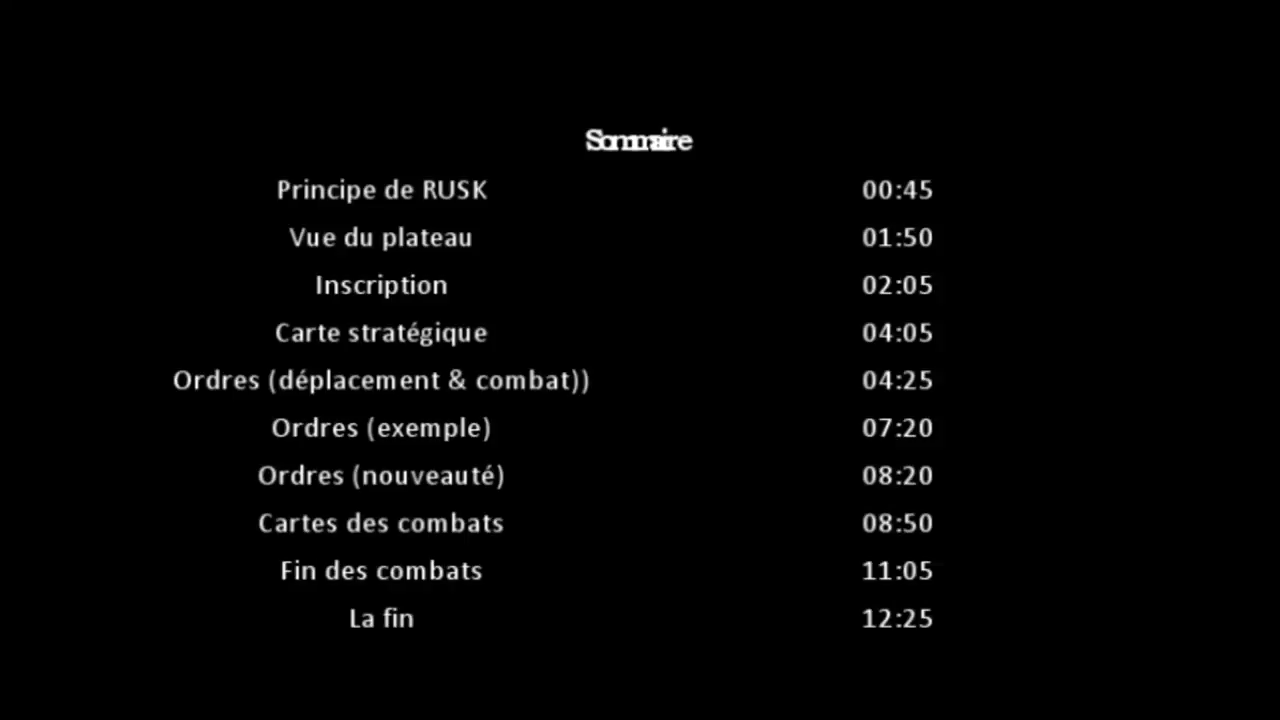 Sommaire
Principe de RUSK 00:45
Vue du plateau 01:50
Inscription 02:05
Carte stratégique 04:05
Ordres (déplacement & combat)) 04:25
Ordres (exemple) 07:20
Ordres (nouveauté) 08:20
Cartes des combats 08:50
Fin des combats 11:05
La fin 12:25